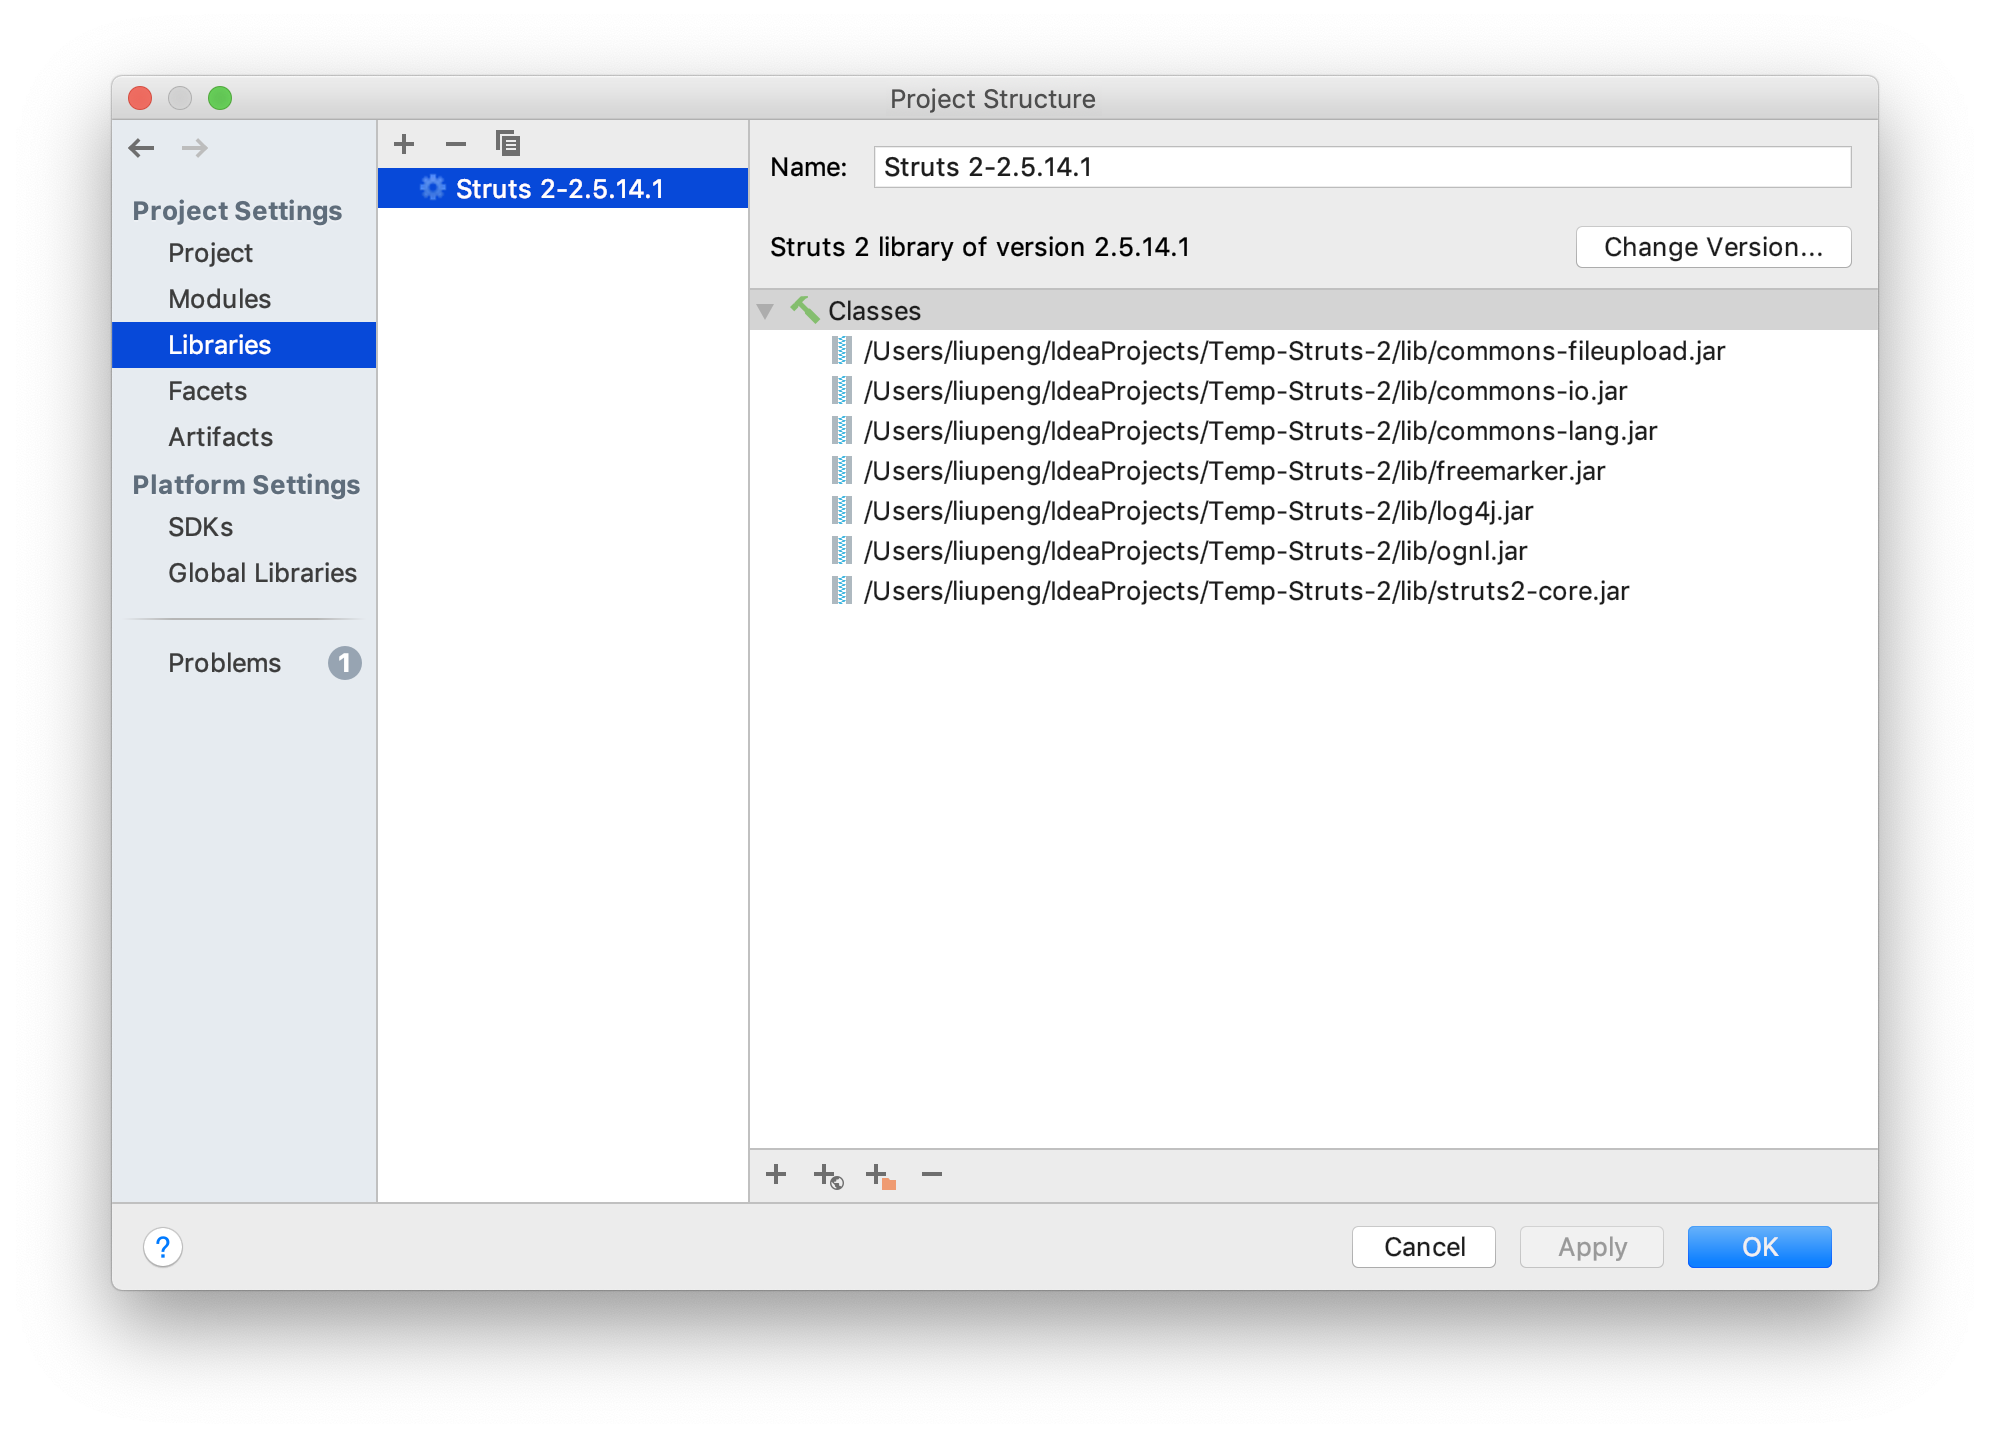 Project Structure
Project Settings
Project
Modules
Libraries
Facets
Artifacts
Platform Settings
SDKs
Global Libraries
Problems 1
Struts 2-2.5.14.1
Name: Struts 2-2.5.14.1
Struts 2 library of version 2.5.14.1 Change Version...
Classes
/Users/liupeng/IdeaProjects/Temp-Struts-2/lib/commons-fileupload.jar
/Users/liupeng/IdeaProjects/Temp-Struts-2/lib/commons-io.jar
/Users/liupeng/IdeaProjects/Temp-Struts-2/lib/commons-lang.jar
/Users/liupeng/IdeaProjects/Temp-Struts-2/lib/freemarker.jar
/Users/liupeng/IdeaProjects/Temp-Struts-2/lib/log4j.jar
/Users/liupeng/IdeaProjects/Temp-Struts-2/lib/ognl.jar
/Users/liupeng/IdeaProjects/Temp-Struts-2/lib/struts2-core.jar
? Cancel Apply OK